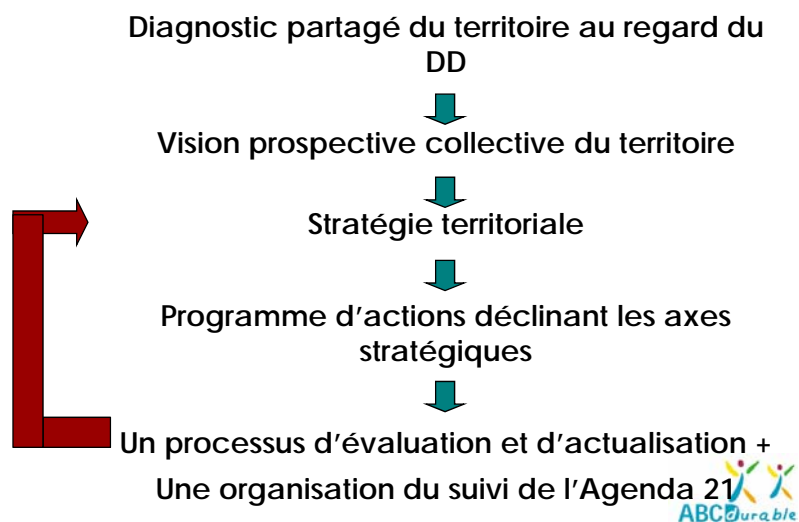 Diagnostic partagé du territoire au regard du
DD
Vision prospective collective du territoire
Stratégie territoriale
Programme d'actions déclinant les axes
stratégiques
Un processus d'évaluation et d'actualisation +
Une organisation du suivi de l'Agenda 21
ABCDurable